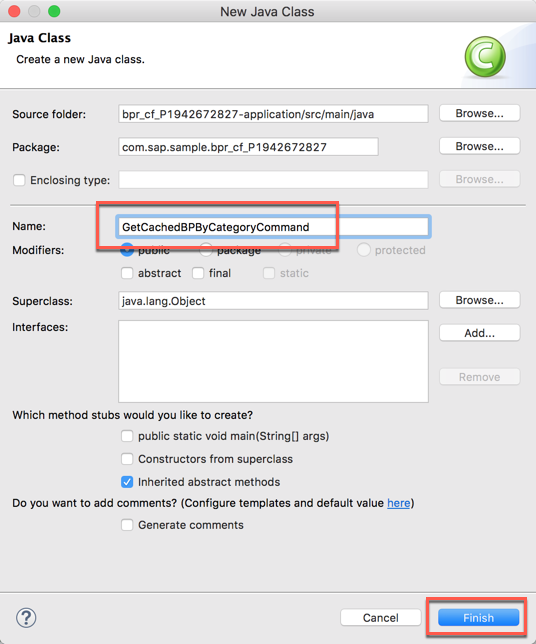 New Java Class
Java Class
Create a new Java class.
Source folder: bpr_cf_P1942672827-application/src/main/java Browse...
Package: com.sap.sample.bpr_cf_P1942672827 Browse...
Enclosing type: Browse...
Name: GetCachedBPByCategoryCommand
Modifiers: public package private protected
abstract final static
Superclass: java.lang.Object Browse...
Interfaces: Add...
Remove
Which method stubs would you like to create?
public static void main(String[] args)
Constructors from superclass
Inherited abstract methods
Do you want to add comments? (Configure templates and default value here)
Generate comments
? Cancel Finish